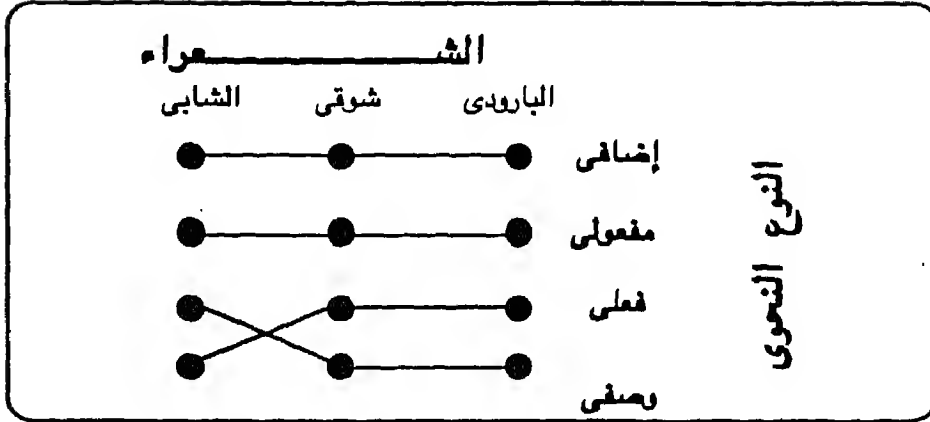 الشعراء
البارودى شوقى الشابى
إضافى
مفعولى
فعلى
وصفى
النوع النحوى